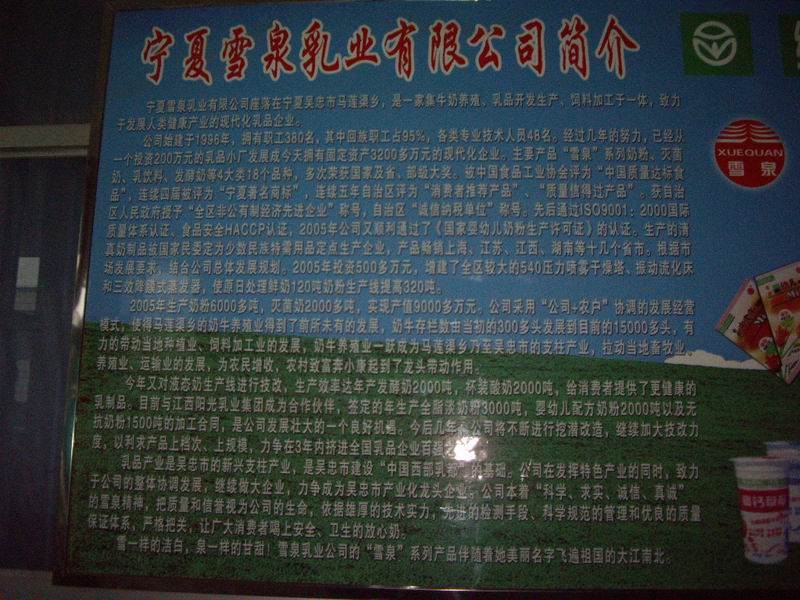 宁夏雪泉乳业有限公司简介
宁夏雪泉乳业有限公司座落在宁夏吴忠市马莲渠乡，是一家集牛奶养殖、乳品开发生产、饲料加工于一体，致力
于发展人类健康产业的现代化乳品企业。
公司始建于1996年，拥有职工380名，其中回族职工占95%，各类专业技术人员48名。经过几年的努力，已经从
一个投资200万元的乳品小厂发展成今天拥有固定资产3200多万元的现代化企业。主要产品“雪泉”系列奶粉、灭菌
奶、乳饮料、发酵奶等4大类18个品种，多次荣获国家及省、部级大奖。被中国食品工业协会评为“中国质量达标食
品”，连续四届被评为“宁夏著名商标”，连续五年自治区评为“消费者推荐产品”、“质量信得过产品”。获自治
区人民政府授予“全区非公有制经济先进企业”称号，自治区“诚信纳税单位”称号。先后通过ISO9001：2000国际
质量体系认证、食品安全HACCP认证，2005年公司又顺利通过了《国家婴幼儿奶粉生产许可证》的认证。生产的清
真奶制品被国家民委定为少数民族特需用品定点生产企业，产品畅销上海、江苏、江西、湖南等十几个省市。根据市
场发展要求，结合公司总体发展规划。2005年投资500多万元，增建了全区较大的540压力喷雾干燥塔、振动流化床
和三效降膜式蒸发器，使原日处理鲜奶120吨奶粉生产线提高320吨。
2005年生产奶粉6000多吨，灭菌奶2000多吨，实现产值9000多万元。公司采用“公司+农户”协调的发展经营
模式，使得马莲渠乡的奶牛养殖业得到了前所未有的发展，奶牛存栏数由当初的300多头发展到目前的15000多头，有
力的带动当地种植业、饲料加工业的发展，奶牛养殖业一跃成为马莲渠乡乃至吴忠市的支柱产业，拉动当地畜牧业、
养殖业、运输业的发展，为农民增收，农村致富奔小康起到了龙头带动作用。
今年又对液态奶生产线进行技改，生产效率达年产发酵奶2000吨，杯装酸奶2000吨，给消费者提供了更健康的
乳制品。目前与江西阳光乳业集团成为合作伙伴，签定的年生产全脂淡奶粉3000吨，婴幼儿配方奶粉2000吨以及无
抗奶粉1500吨的加工合同，是公司发展壮大的一个良好机遇。今后几年，公司将不断进行挖潜改造，继续加大技改力
度，以利求产品上档次、上规模，力争在3年内挤进全国乳品企业百
乳品产业是吴忠市的新兴支柱产业，是吴忠市建设“中国西部乳 的基础。公司在发挥特色产业的同时，致力
于公司的整体协调发展，继续做大企业，力争成为吴忠市产业化龙头企业。公司本着“科学、求实、诚信、真诚”
的雪泉精神，把质量和信誉视为公司的生命，依据雄厚的技术实力，先进的检测手段、科学规范的管理和优良的质量
保证体系，严格把关，让广大消费者喝上安全、卫生的放心奶。
雪一样的洁白，泉一样的甘甜！雪泉乳业公司的“雪泉”系列产品伴随着她美丽名字飞遍祖国的大江南北。
XUEQUAN
雪泉